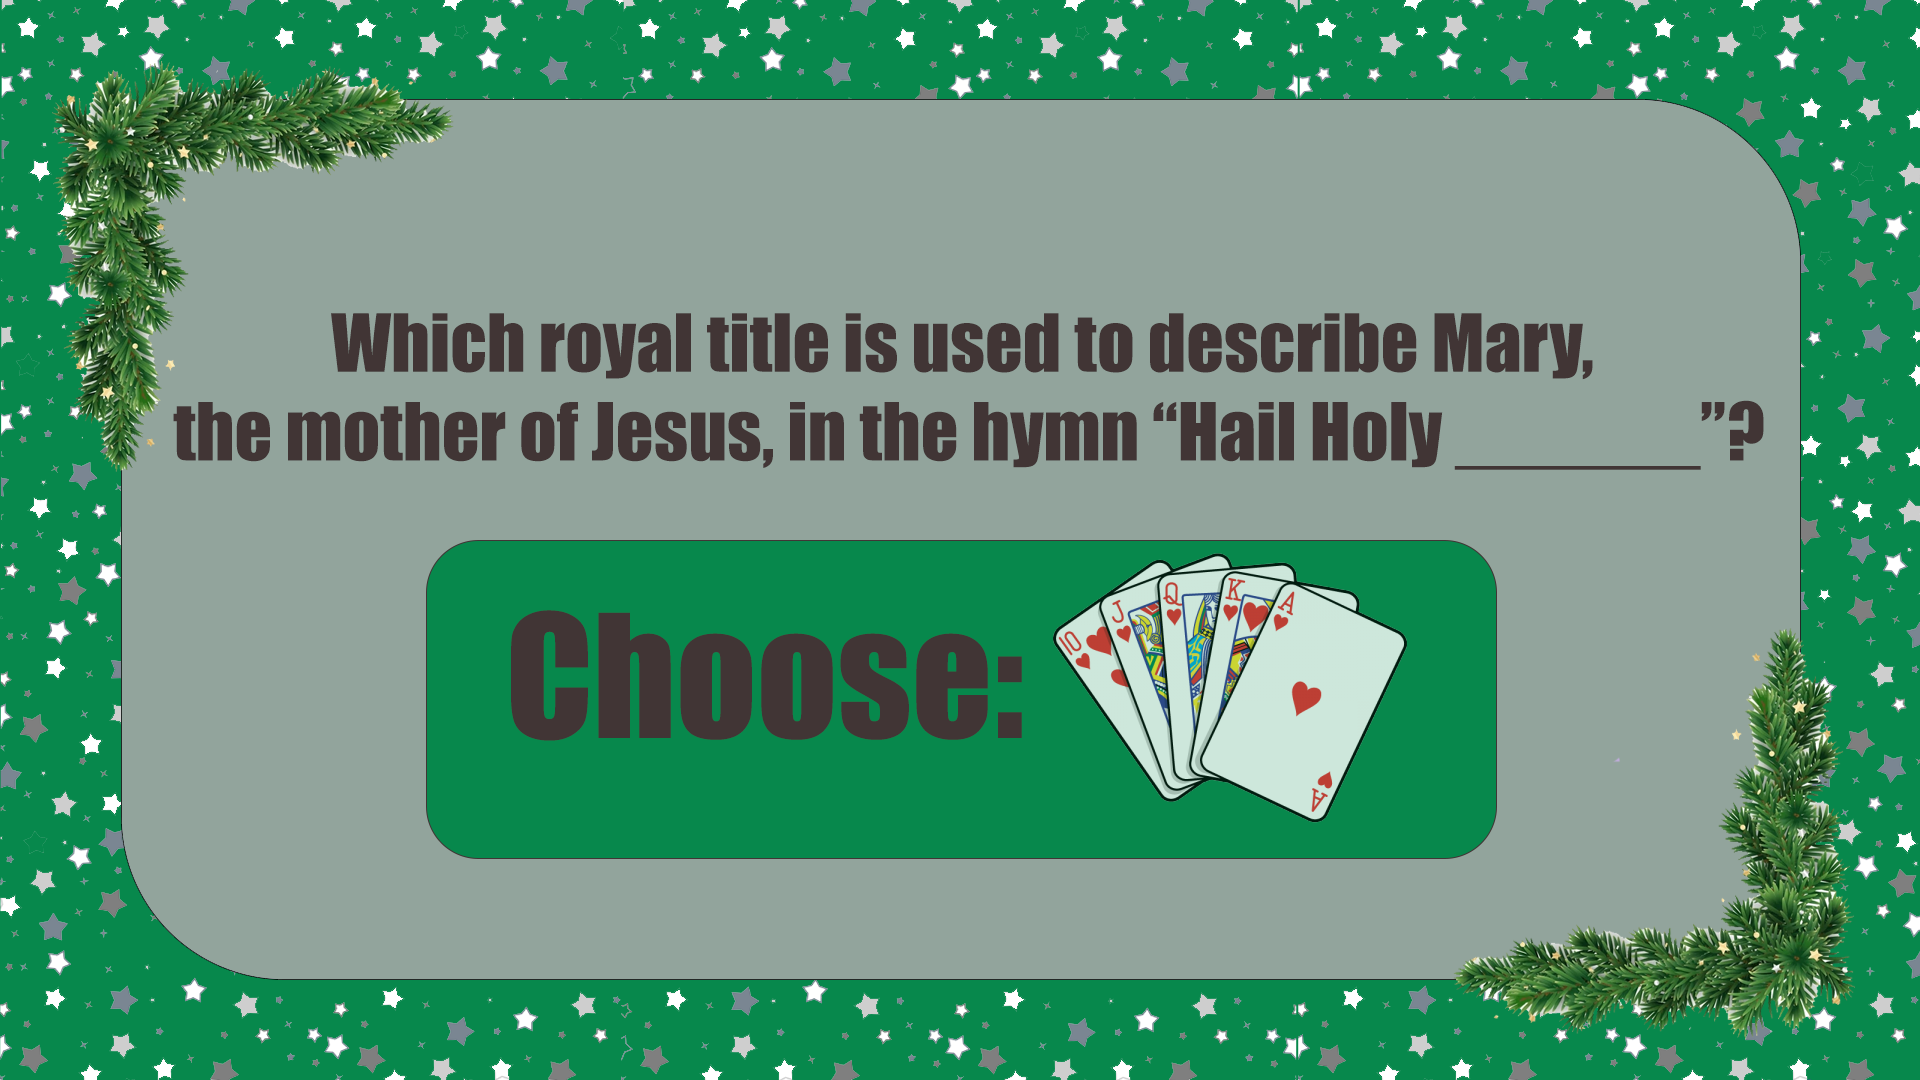 Which royal title is used to describe Mary,
the mother of Jesus, in the hymn “Hail Holy ________”?
Choose:
10
J
Q
K
A
A